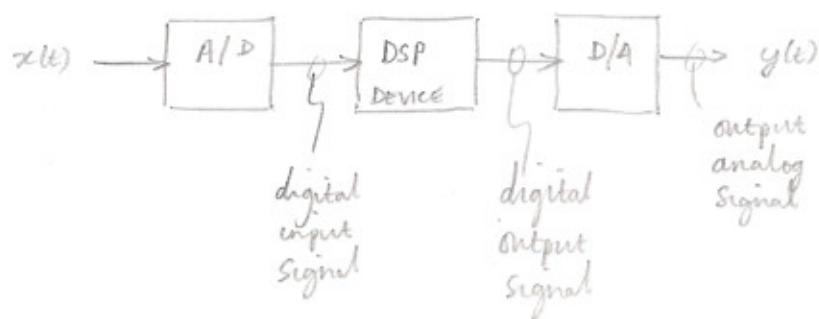 x(t)
A/D
DSP
DEVICE
D/A
y(t)
digital
input
signal
digital
output
signal
output
analog
signal